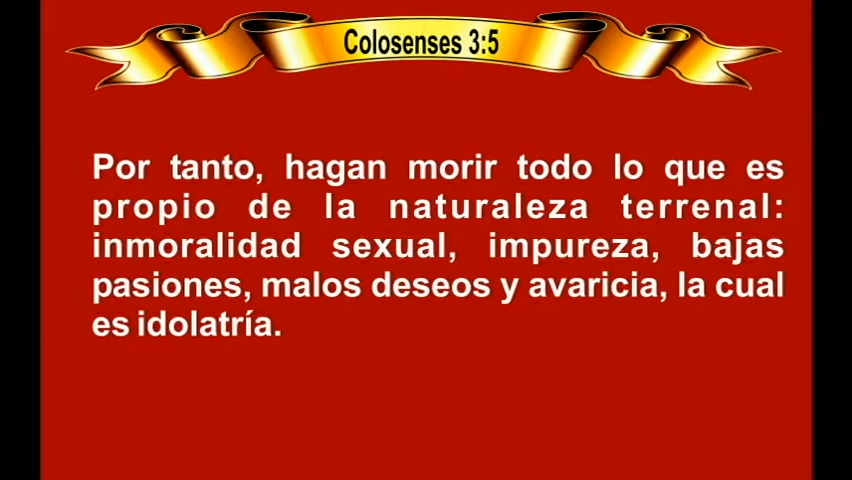 Colosenses 3:5
Por tanto, hagan morir todo lo que es
propio de la naturaleza terrenal:
inmoralidad sexual, impureza, bajas
pasiones, malos deseos y avaricia, la cual
es idolatría.